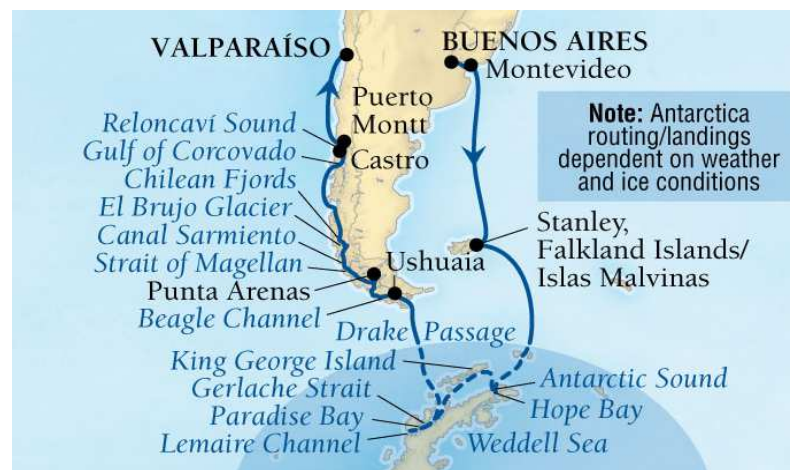 VALPARAÍSO
BUENOS AIRES
Montevideo
Puerto
Montt
Note: Antarctica
routing/landings
dependent on weather
and ice conditions
Reloncaví Sound
Gulf of Corcovado
Castro
Chilean Fjords
El Brujo Glacier
Canal Sarmiento
Strait of Magellan
Stanley,
Falkland Islands/
Islas Malvinas
Ushuaia
Punta Arenas
Beagle Channel
Drake Passage
King George Island
Gerlache Strait
Antarctic Sound
Paradise Bay
Hope Bay
Lemaire Channel
Weddell Sea